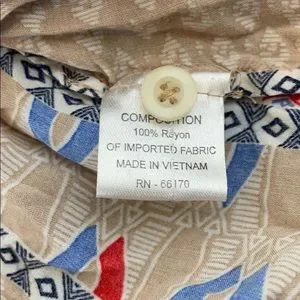 COMPOSITION
100% Rayon
OF IMPORTED FABRIC
MADE IN VIETNAM
RN - 66170